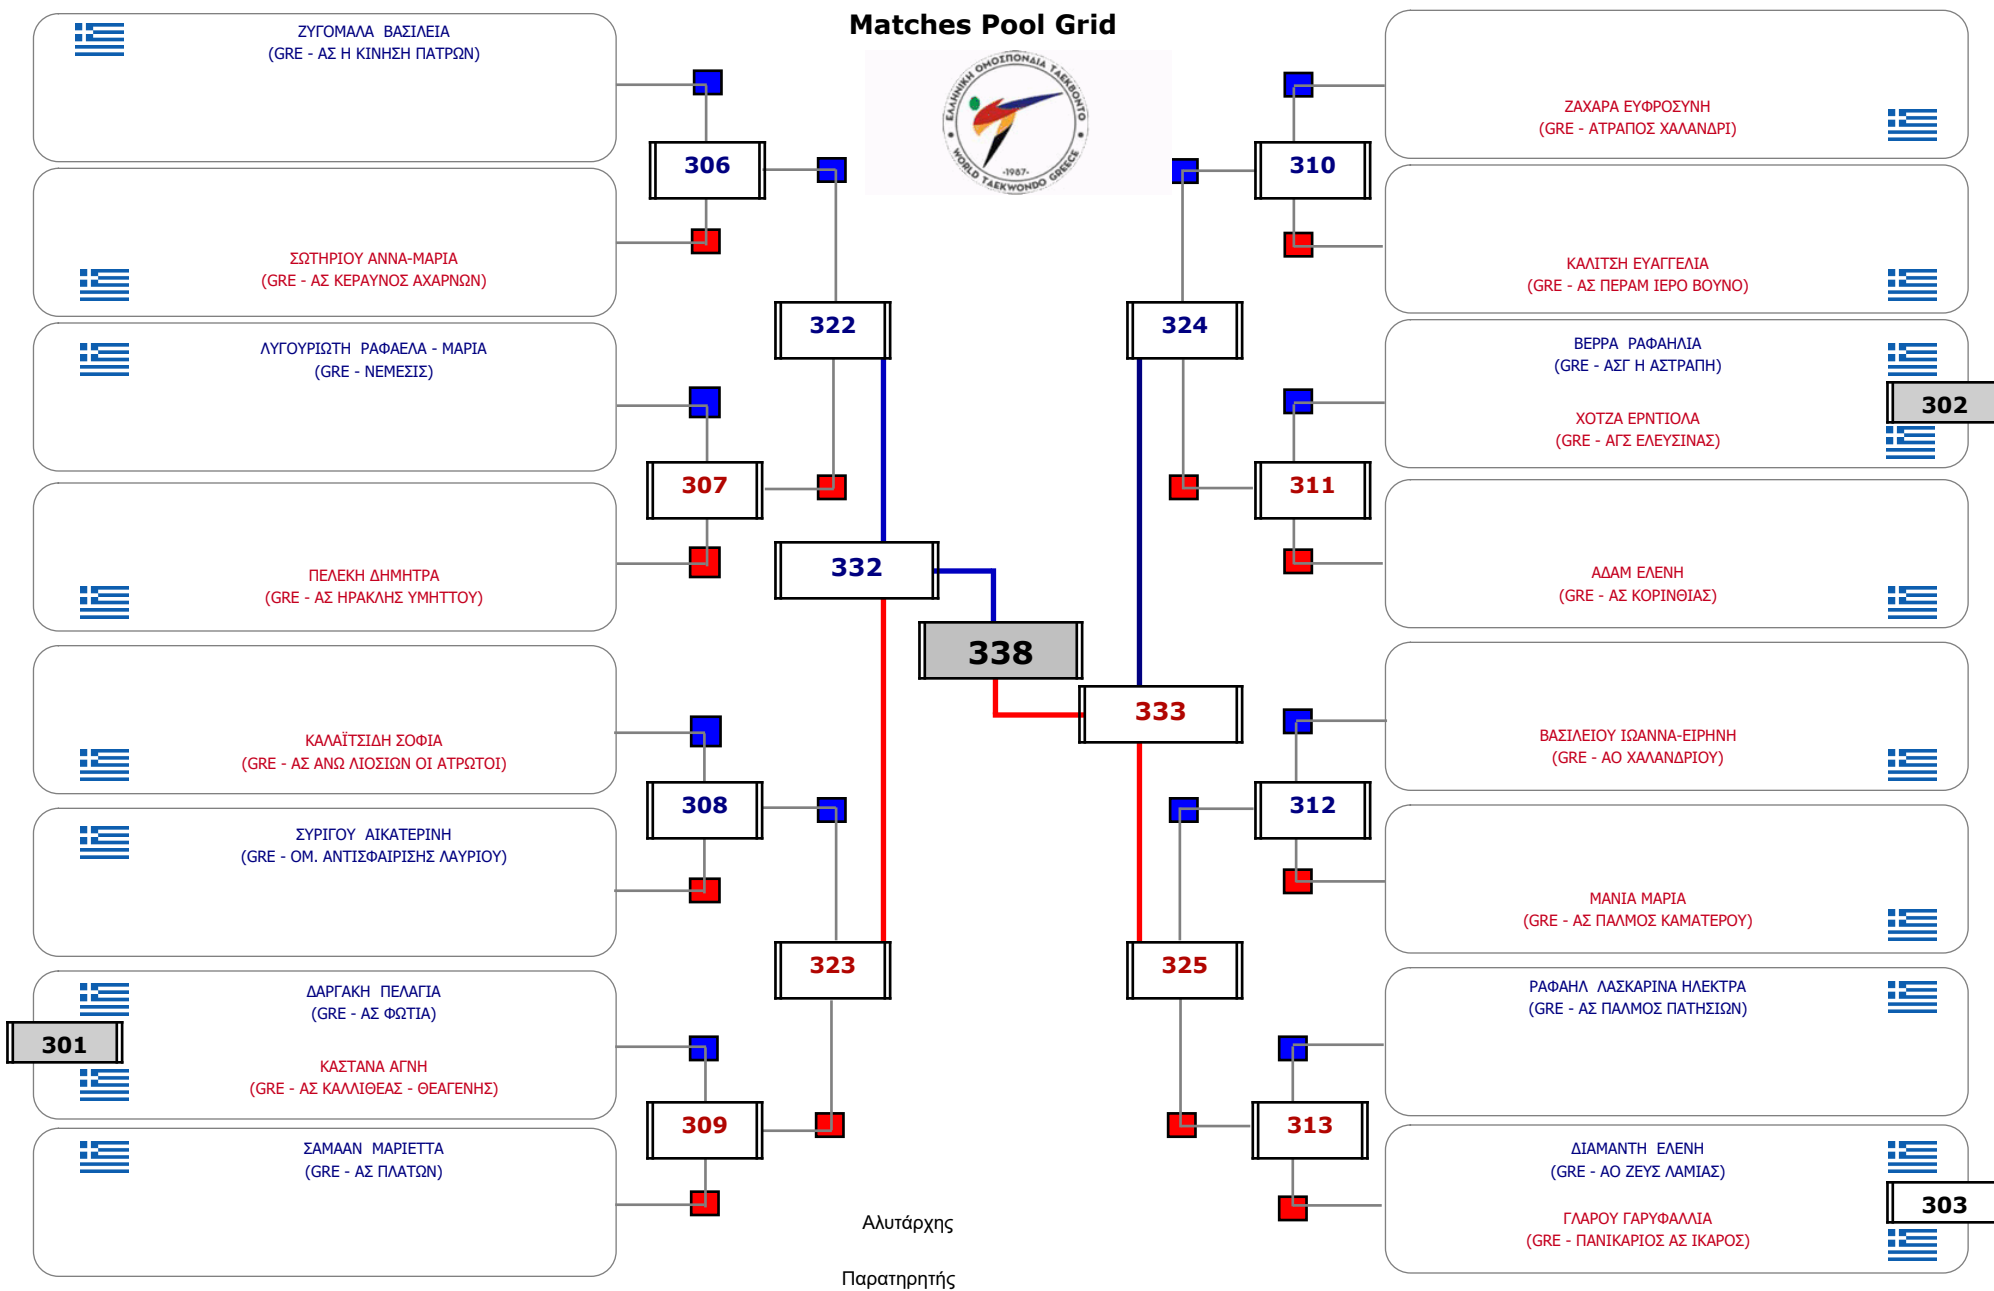 Matches Pool Grid
ΕΛΛΗΝΙΚΗ ΟΜΟΣΠΟΝΔΙΑ ΤΑΕΚΒΟΝΤΟ
-1987-
WORLD TAEKWONDO GREECE
ΖΥΓΟΜΑΛΑ ΒΑΣΙΛΕΙΑ
(GRE - ΑΣ Η ΚΙΝΗΣΗ ΠΑΤΡΩΝ)
306
ΣΩΤΗΡΙΟΥ ΑΝΝΑ-ΜΑΡΙΑ
(GRE - ΑΣ ΚΕΡΑΥΝΟΣ ΑΧΑΡΝΩΝ)
322
ΛΥΓΟΥΡΙΩΤΗ ΡΑΦΑΕΛΑ - ΜΑΡΙΑ
(GRE - ΝΕΜΕΣΙΣ)
307
ΠΕΛΕΚΗ ΔΗΜΗΤΡΑ
(GRE - ΑΣ ΗΡΑΚΛΗΣ ΥΜΗΤΤΟΥ)
332
338
ΚΑΛΑΪΤΣΙΔΗ ΣΟΦΙΑ
(GRE - ΑΣ ΑΝΩ ΛΙΟΣΙΩΝ ΟΙ ΑΤΡΩΤΟΙ)
308
ΣΥΡΙΓΟΥ ΑΙΚΑΤΕΡΙΝΗ
(GRE - ΟΜ. ΑΝΤΙΣΦΑΙΡΙΣΗΣ ΛΑΥΡΙΟΥ)
323
ΔΑΡΓΑΚΗ ΠΕΛΑΓΙΑ
(GRE - ΑΣ ΦΩΤΙΑ)
301
ΚΑΣΤΑΝΑ ΑΓΝΗ
(GRE - ΑΣ ΚΑΛΛΙΘΕΑΣ - ΘΕΑΓΕΝΗΣ)
309
ΣΑΜΑΑΝ ΜΑΡΙΕΤΤΑ
(GRE - ΑΣ ΠΛΑΤΩΝ)
ΖΑΧΑΡΑ ΕΥΦΡΟΣΥΝΗ
(GRE - ΑΤΡΑΠΟΣ ΧΑΛΑΝΔΡΙ)
310
ΚΑΛΙΤΣΗ ΕΥΑΓΓΕΛΙΑ
(GRE - ΑΣ ΠΕΡΑΜ ΙΕΡΟ ΒΟΥΝΟ)
324
ΒΕΡΡΑ ΡΑΦΑΗΛΙΑ
(GRE - ΑΣΓ Η ΑΣΤΡΑΠΗ)
302
ΧΟΤΖΑ ΕΡΝΤΙΟΛΑ
(GRE - ΑΓΣ ΕΛΕΥΣΙΝΑΣ)
311
ΑΔΑΜ ΕΛΕΝΗ
(GRE - ΑΣ ΚΟΡΙΝΘΙΑΣ)
333
ΒΑΣΙΛΕΙΟΥ ΙΩΑΝΝΑ-ΕΙΡΗΝΗ
(GRE - ΑΟ ΧΑΛΑΝΔΡΙΟΥ)
312
ΜΑΝΙΑ ΜΑΡΙΑ
(GRE - ΑΣ ΠΑΛΜΟΣ ΚΑΜΑΤΕΡΟΥ)
325
ΡΑΦΑΗΛ ΛΑΣΚΑΡΙΝΑ ΗΛΕΚΤΡΑ
(GRE - ΑΣ ΠΑΛΜΟΣ ΠΑΤΗΣΙΩΝ)
313
ΔΙΑΜΑΝΤΗ ΕΛΕΝΗ
(GRE - ΑΟ ΖΕΥΣ ΛΑΜΙΑΣ)
303
ΓΛΑΡΟΥ ΓΑΡΥΦΑΛΛΙΑ
(GRE - ΠΑΝΙΚΑΡΙΟΣ ΑΣ ΙΚΑΡΟΣ)
Αλυτάρχης
Παρατηρητής